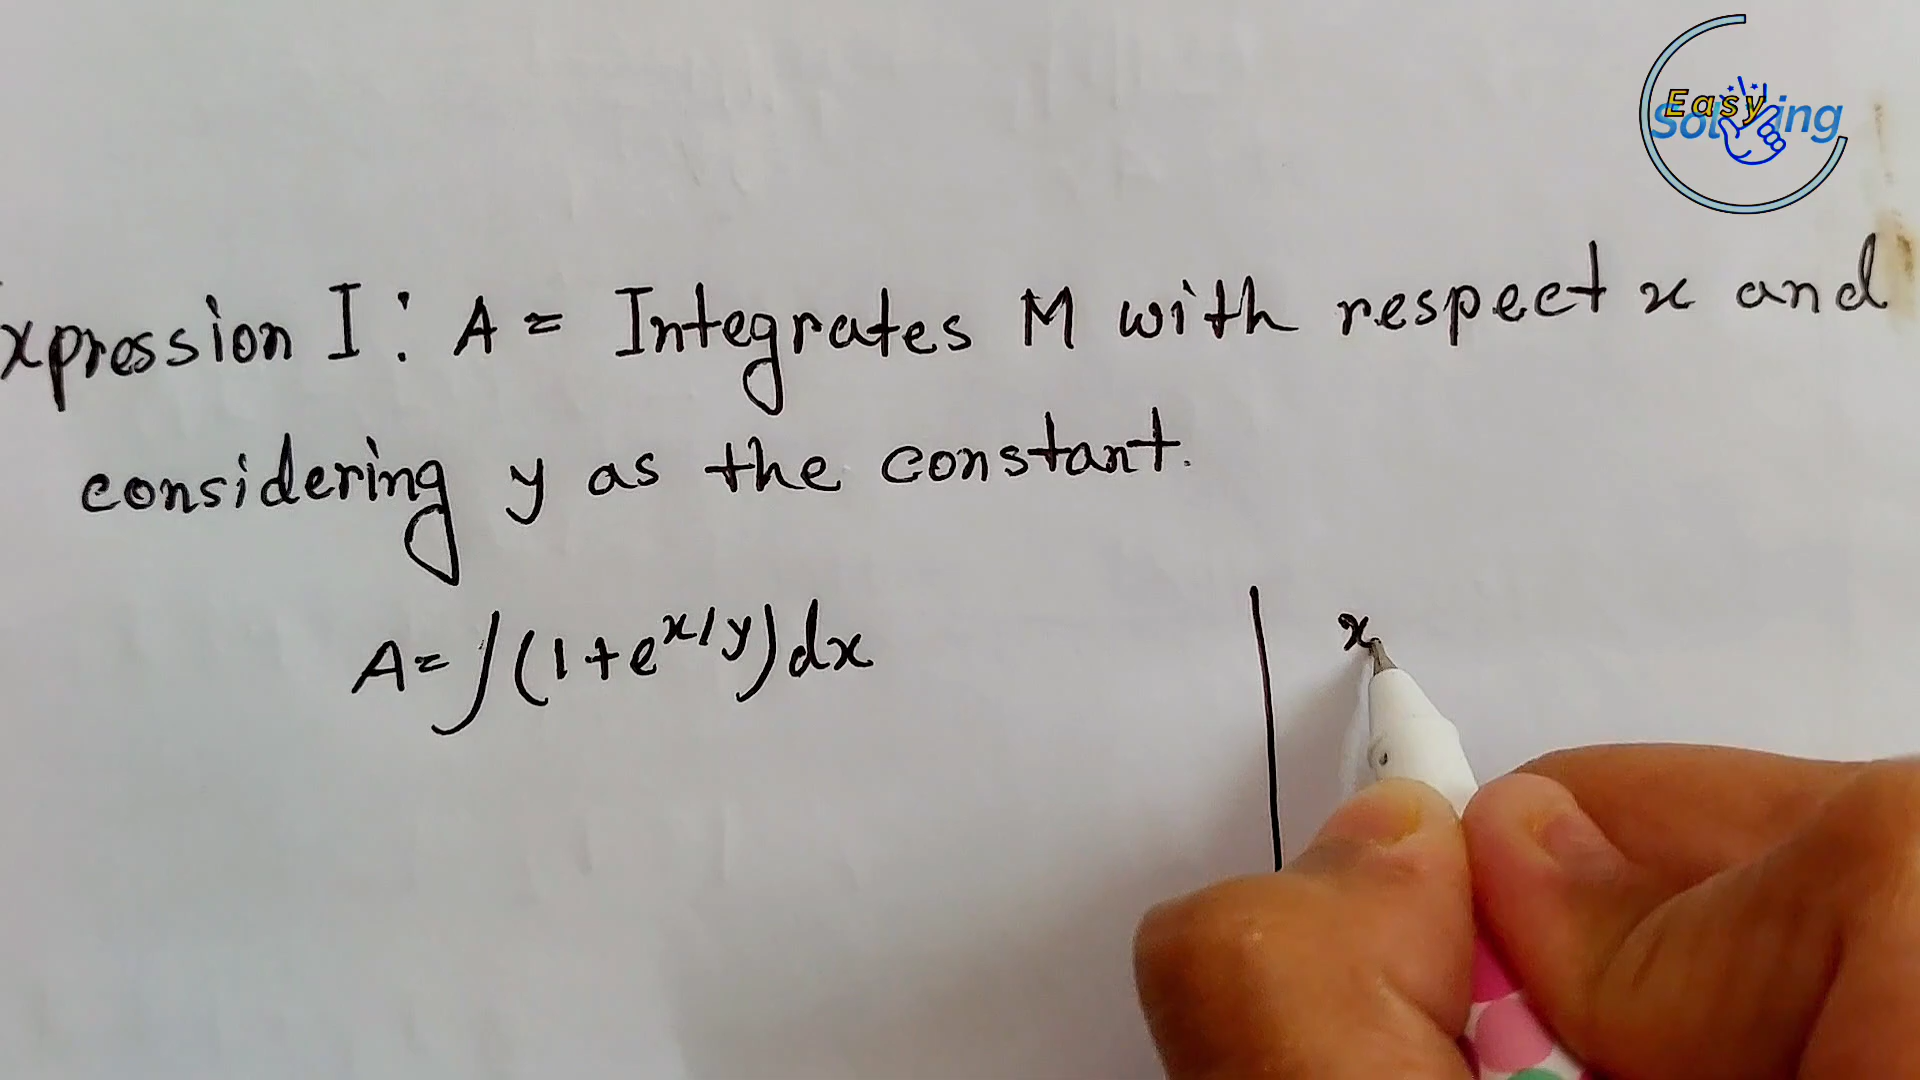 Easy
Solving
xpression I: A = Integrates M with respect x and
considering y as the constant.
A = ∫(1+e^{x/y})dx
x